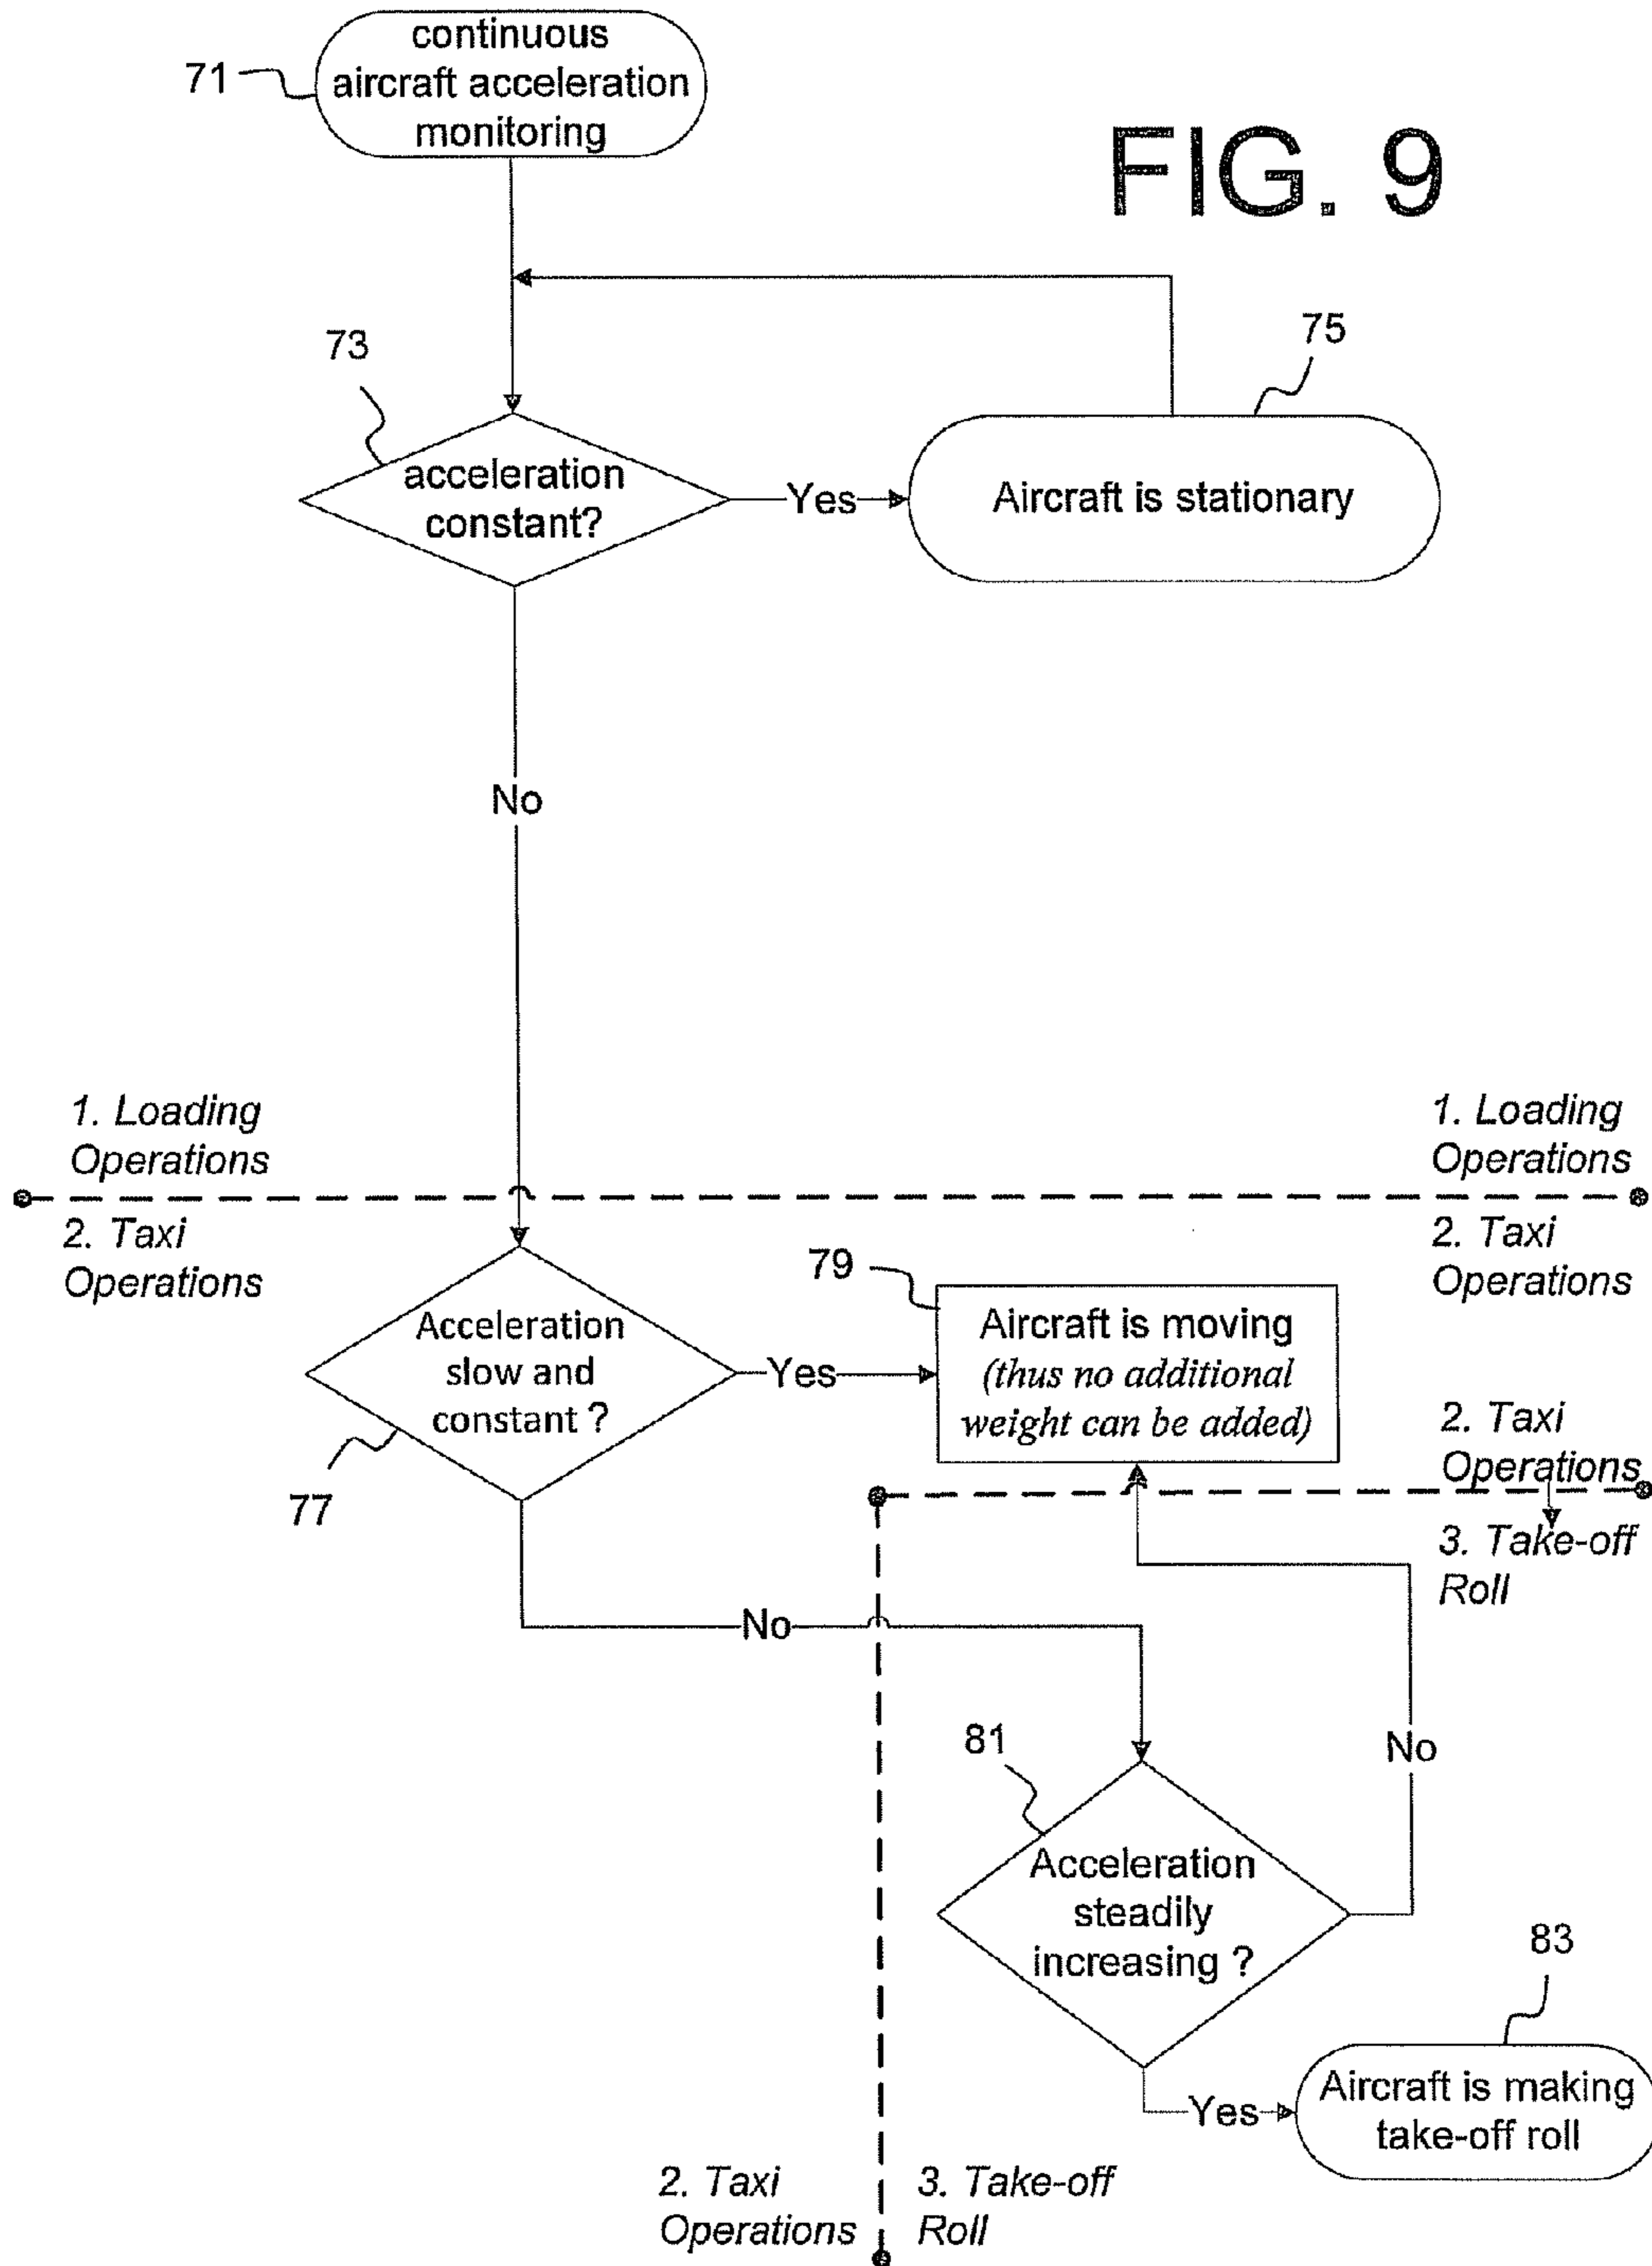 continuous
71
aircraft acceleration
monitoring
FIG. 9
73
75
acceleration
constant?
Yes
Aircraft is stationary
No
1. Loading
Operations
1. Loading
Operations
2. Taxi
Operations
2. Taxi
Operations
79
Aircraft is moving
(thus no additional
weight can be added)
Acceleration
slow and
constant ?
Yes
77
2. Taxi
Operations
3. Take-off
Roll
No
81
No
Acceleration
steadily
increasing ?
83
Yes
Aircraft is making
take-off roll
2. Taxi
Operations
3. Take-off
Roll